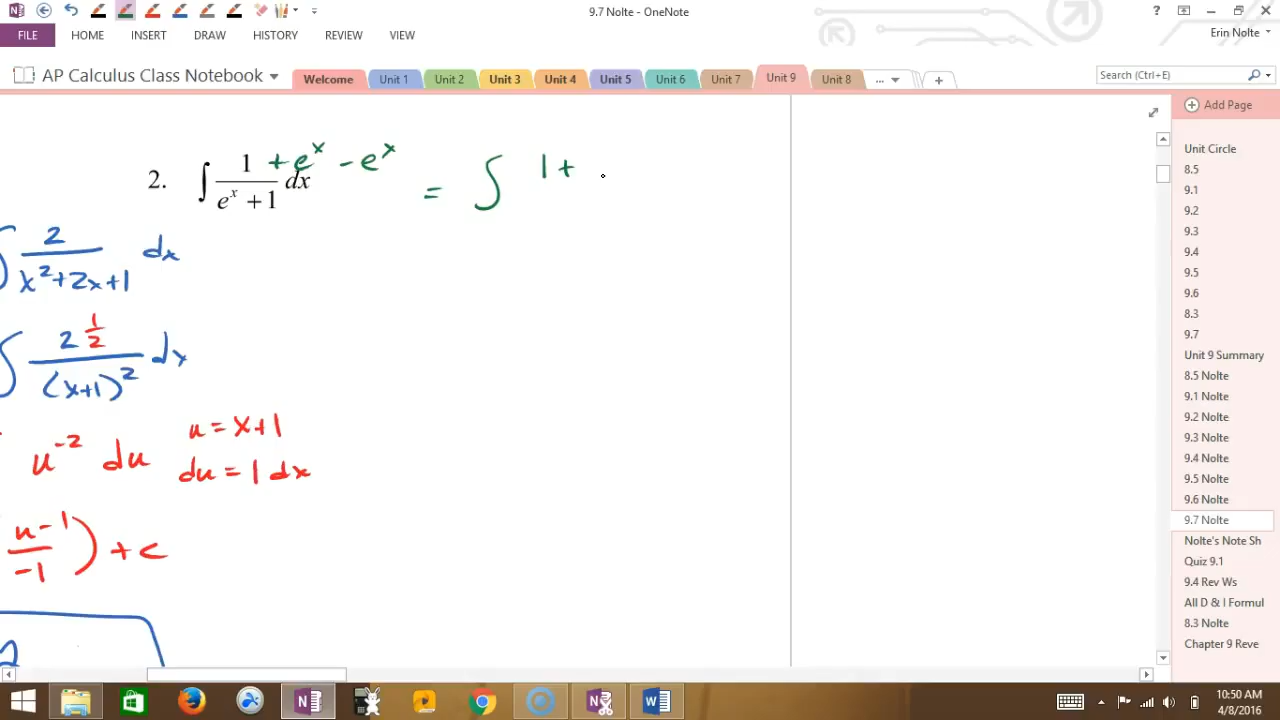 9.7 Nolte - OneNote
FILE HOME INSERT DRAW HISTORY REVIEW VIEW
Erin Nolte
AP Calculus Class Notebook
Welcome Unit 1 Unit 2 Unit 3 Unit 4 Unit 5 Unit 6 Unit 7 Unit 9 Unit 8 ...
Search (Ctrl+E)
Add Page
Unit Circle
8.5
9.1
9.2
9.3
9.4
9.5
9.6
8.3
9.7
Unit 9 Summary
8.5 Nolte
9.1 Nolte
9.2 Nolte
9.3 Nolte
9.4 Nolte
9.5 Nolte
9.6 Nolte
9.7 Nolte
Nolte's Note Sh
Quiz 9.1
9.4 Rev Ws
All D & I Formul
8.3 Nolte
Chapter 9 Reve
2. ∫ 1 + e^x - e^x / e^x + 1 dx = ∫ 1 +
∫ 2 / x² + 2x + 1 dx
∫ 2 1/2 / (x+1)² dx
u^-2 du u = x + 1
du = 1 dx
( u-1 / -1 ) + c
2
10:50 AM
4/8/2016